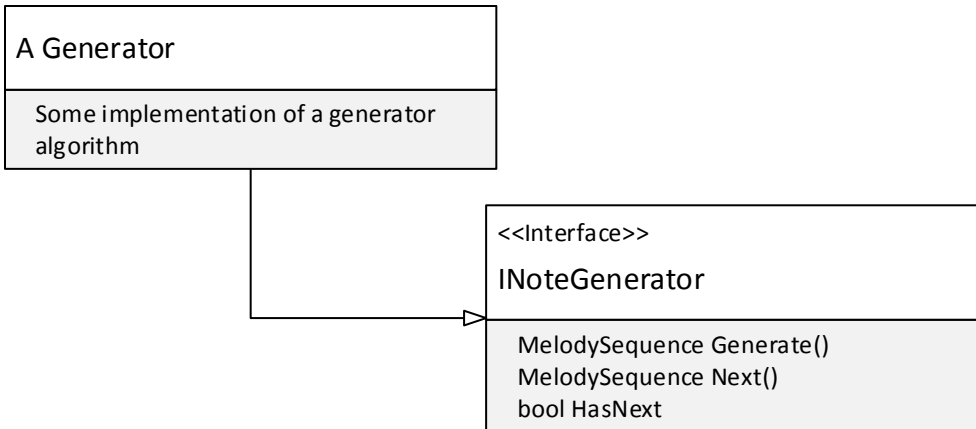 A Generator
Some implementation of a generator
algorithm
<<Interface>>
INoteGenerator
MelodySequence Generate()
MelodySequence Next()
bool HasNext